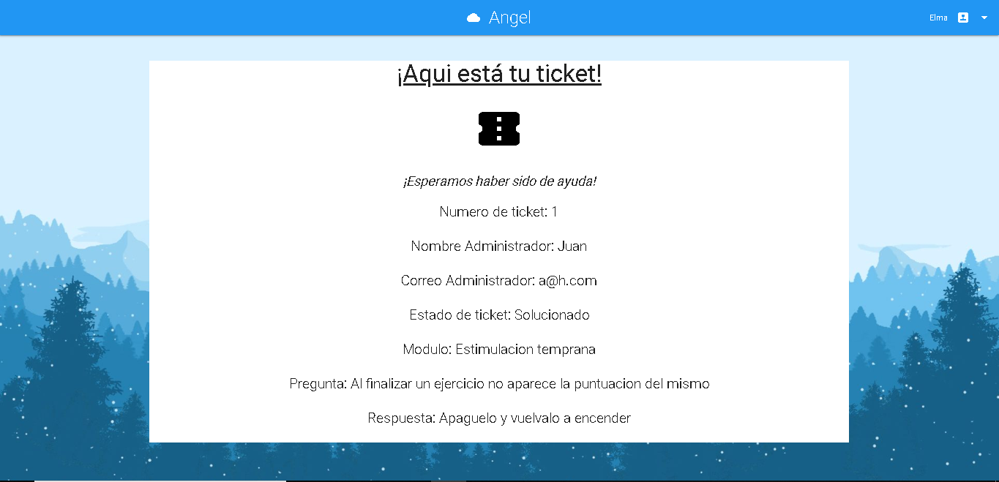 Angel
Elma
¡Aqui está tu ticket!
¡Esperamos haber sido de ayuda!
Numero de ticket: 1
Nombre Administrador: Juan
Correo Administrador: a@h.com
Estado de ticket: Solucionado
Modulo: Estimulacion temprana
Pregunta: Al finalizar un ejercicio no aparece la puntuacion del mismo
Respuesta: Apaguelo y vuelvalo a encender